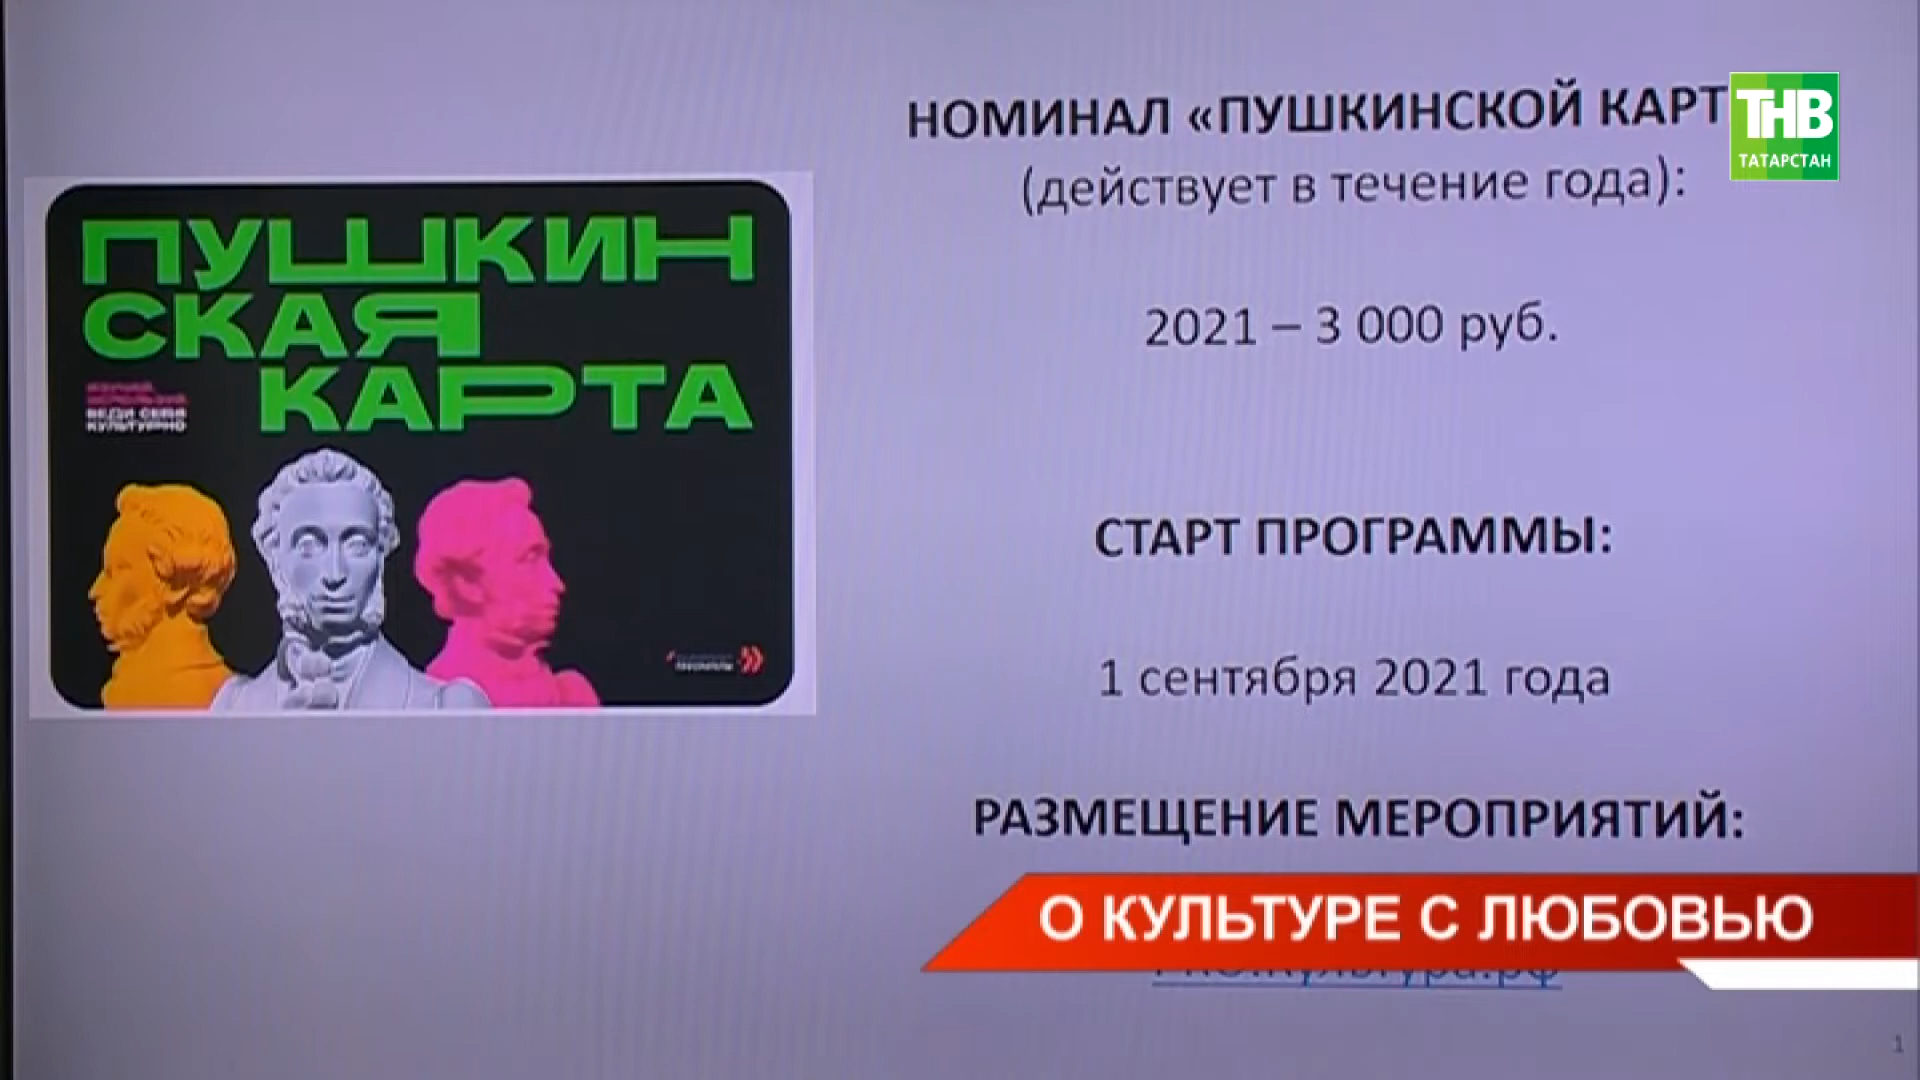 НОМИНАЛ «ПУШКИНСКОЙ КАРТ
(действует в течение года):
2021 – 3 000 руб.
СТАРТ ПРОГРАММЫ:
1 сентября 2021 года
РАЗМЕЩЕНИЕ МЕРОПРИЯТИЙ:
ПУШКИН
СКАЯ
КАРТА
ВЕДИ СЕБЯ
КУЛЬТУРНО
ТНВ
ТАТАРСТАН
О КУЛЬТУРЕ С ЛЮБОВЬЮ
1